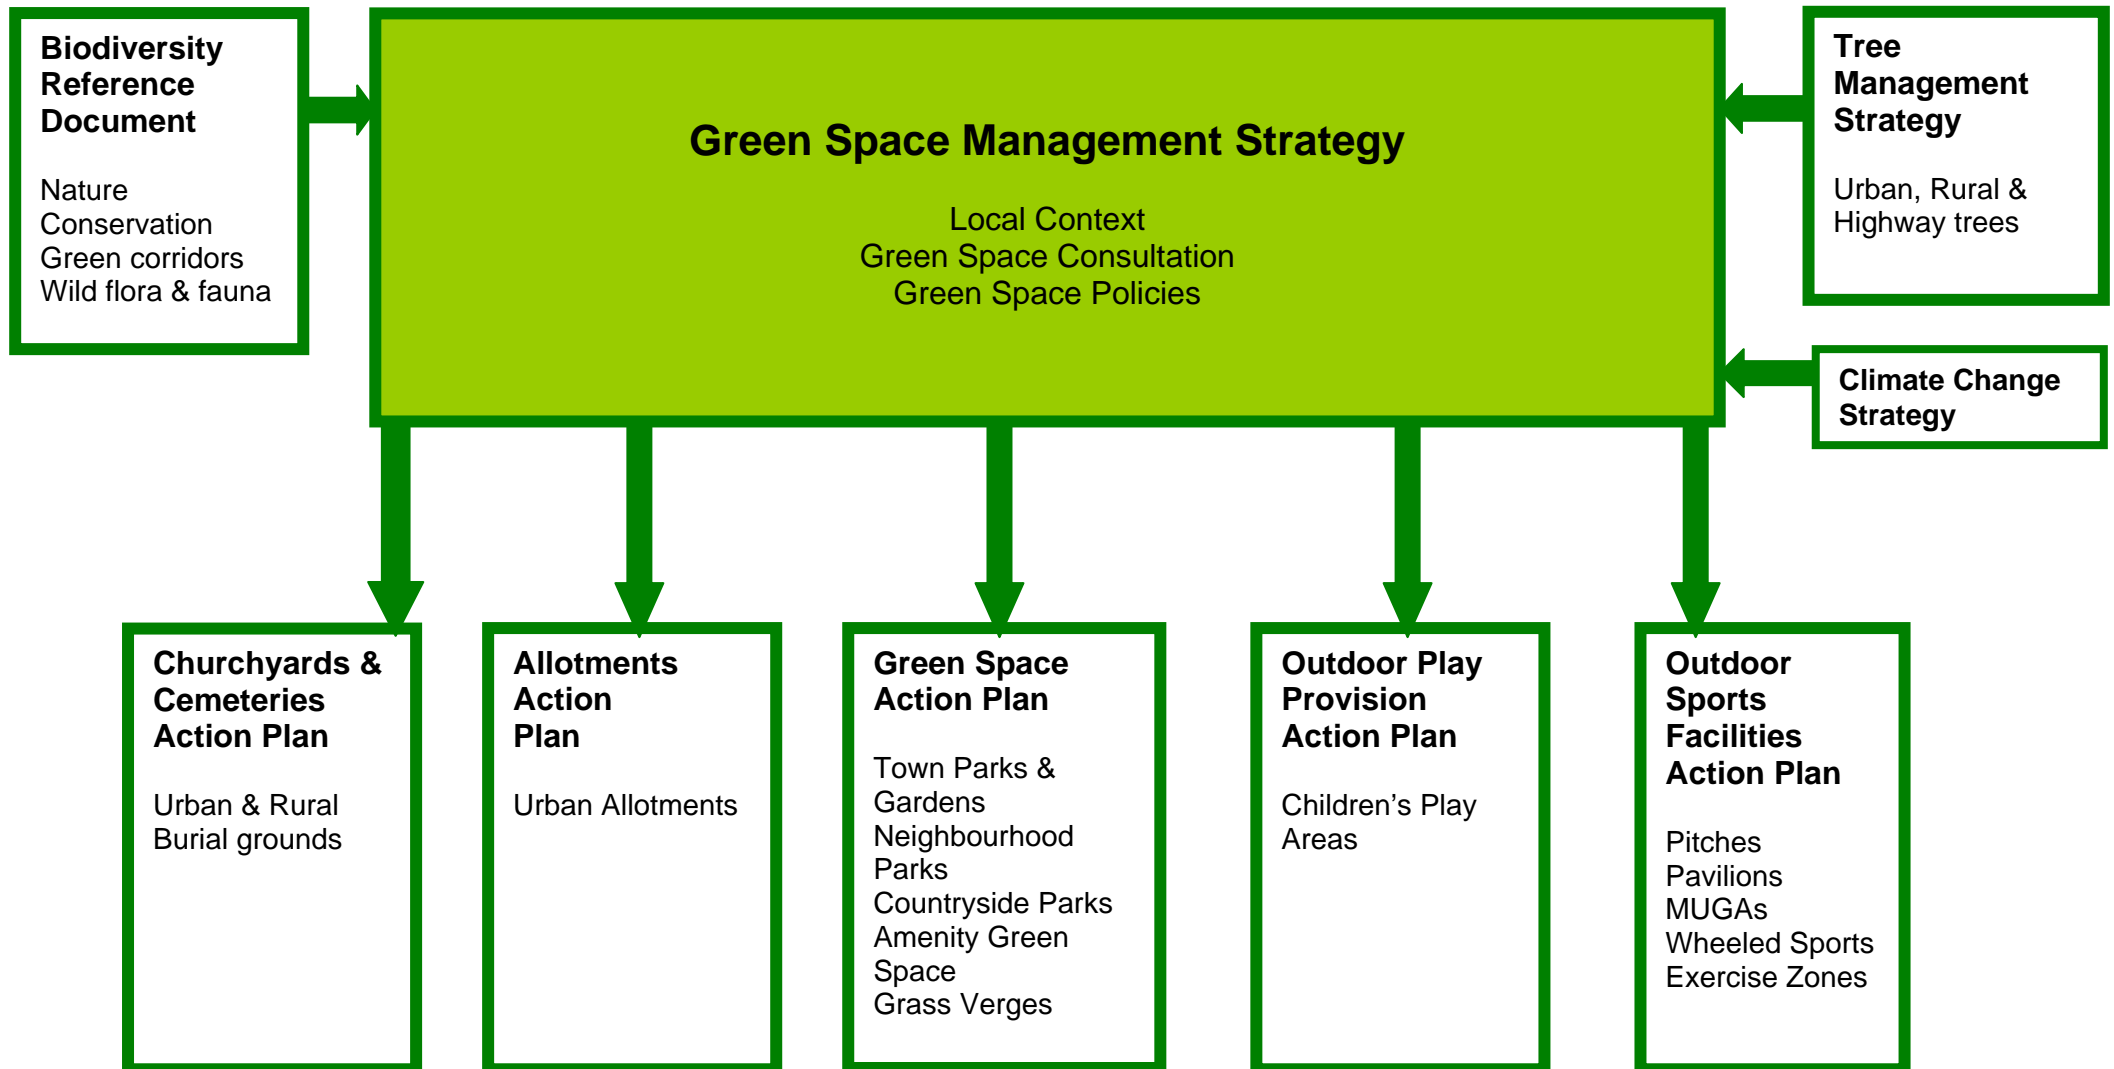 Biodiversity
Reference
Document
Nature
Conservation
Green corridors
Wild flora & fauna
Green Space Management Strategy
Local Context
Green Space Consultation
Green Space Policies
Tree
Management
Strategy
Urban, Rural &
Highway trees
Climate Change
Strategy
Churchyards &
Cemeteries
Action Plan
Urban & Rural
Burial grounds
Allotments
Action
Plan
Urban Allotments
Green Space
Action Plan
Town Parks &
Gardens
Neighbourhood
Parks
Countryside Parks
Amenity Green
Space
Grass Verges
Outdoor Play
Provision
Action Plan
Children’s Play
Areas
Outdoor
Sports
Facilities
Action Plan
Pitches
Pavilions
MUGAs
Wheeled Sports
Exercise Zones